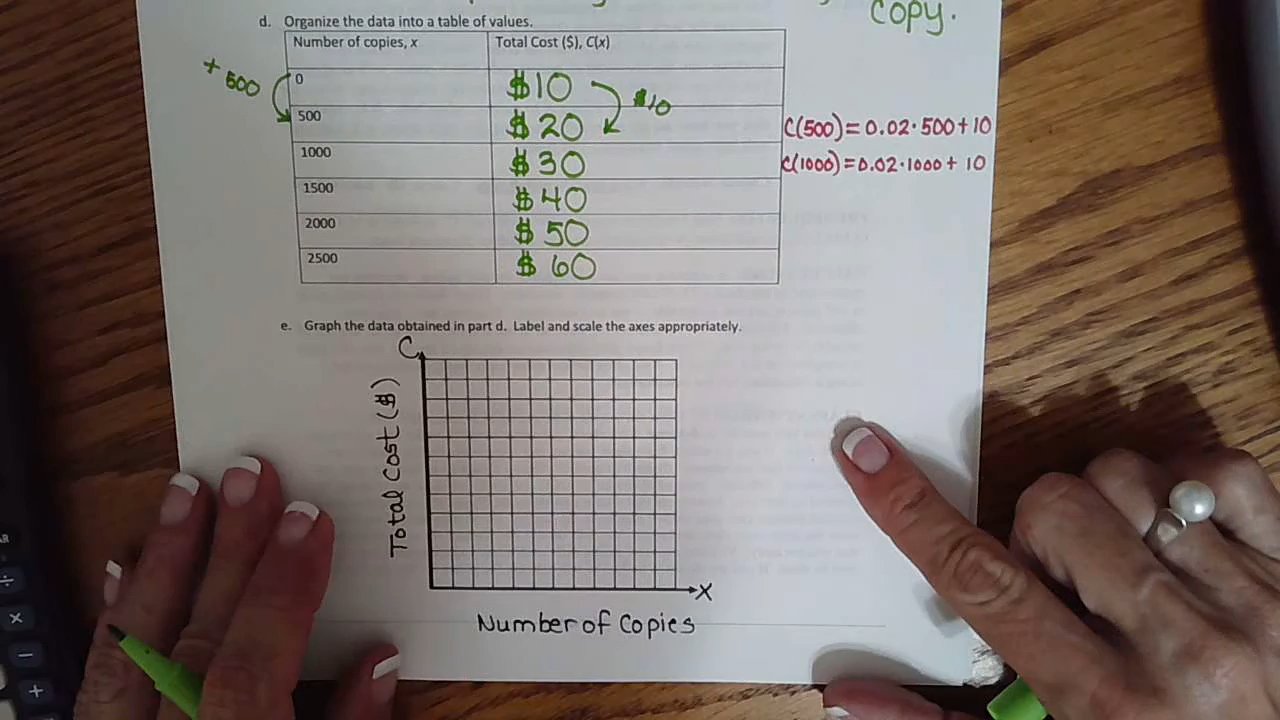 copy.
d. Organize the data into a table of values.
Number of copies, x Total Cost ($), C(x)
+500 0 $10 $10
500 $20 C(500)=0.02·500+10
1000 $30 C(1000)=0.02·1000+10
1500 $40
2000 $50
2500 $60
e. Graph the data obtained in part d. Label and scale the axes appropriately.
C
Total Cost ($)
x
Number of Copies
÷
×
−
+